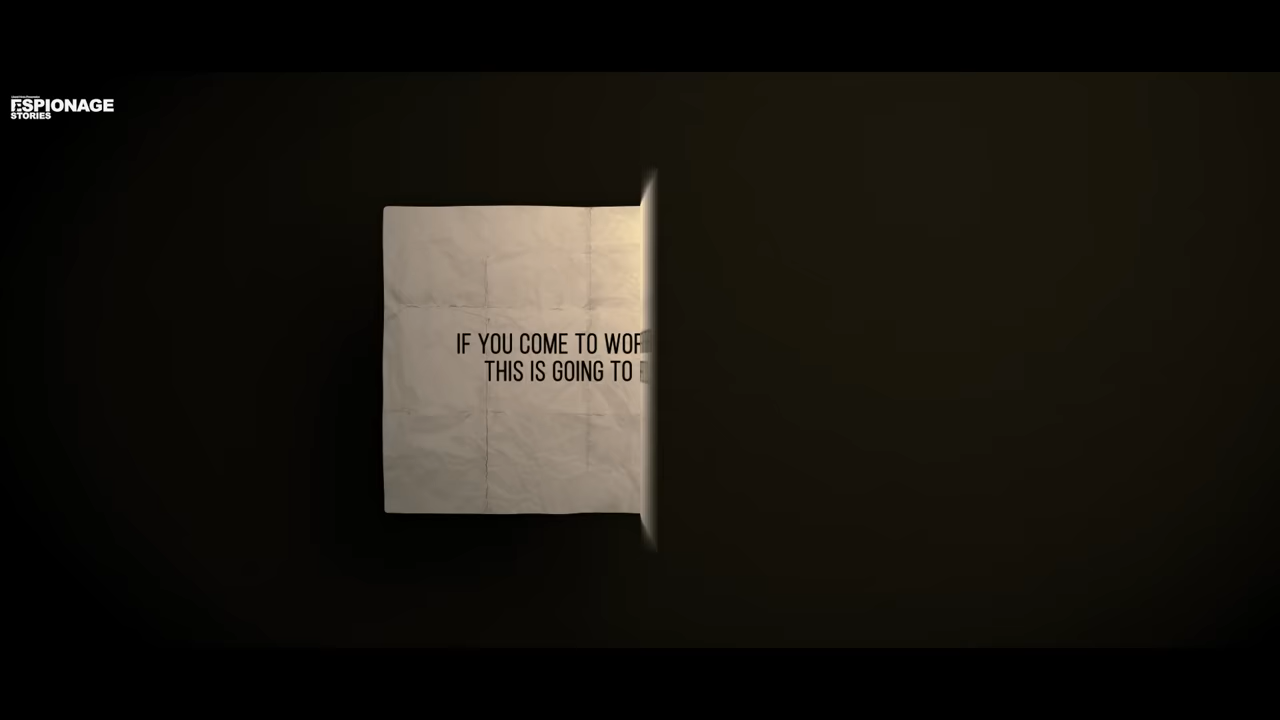 ESPIONAGE
STORIES
IF YOU COME TO
THIS IS GOING TO